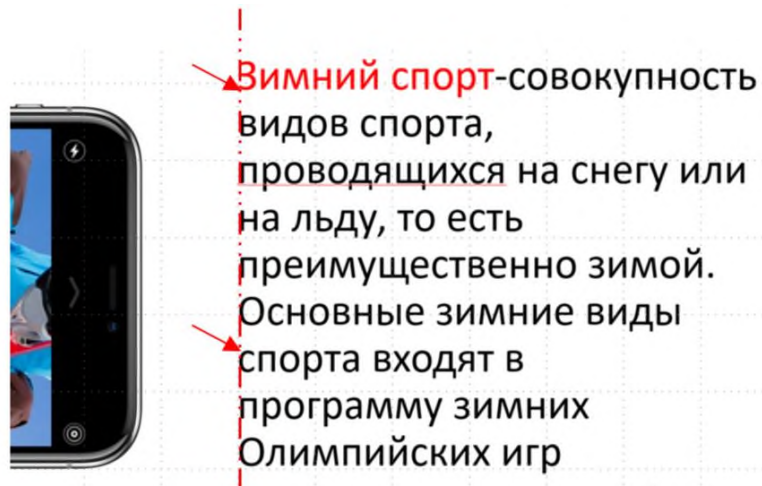 Зимний спорт-совокупность
видов спорта,
проводящихся на снегу или
на льду, то есть
преимущественно зимой.
Основные зимние виды
спорта входят в
программу зимних
Олимпийских игр